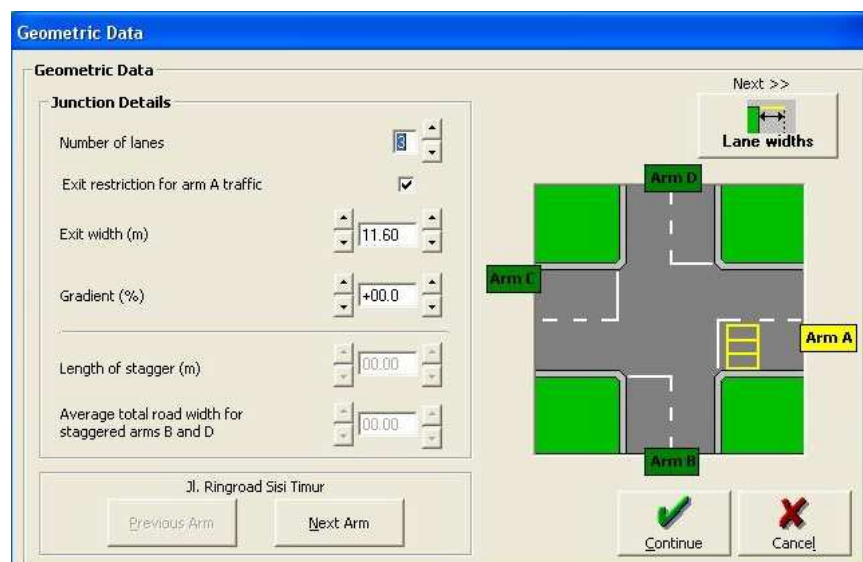 Geometric Data
Geometric Data
Junction Details
Number of lanes
3
Exit restriction for arm A traffic
Exit width (m)
11.60
Gradient (%)
+00.0
Length of stagger (m)
00.00
Average total road width for
staggered arms B and D
00.00
Jl. Ringroad Sisi Timur
Previous Arm
Next Arm
Next >>
Lane widths
Arm D
Arm C
Arm A
Arm B
Continue
Cancel